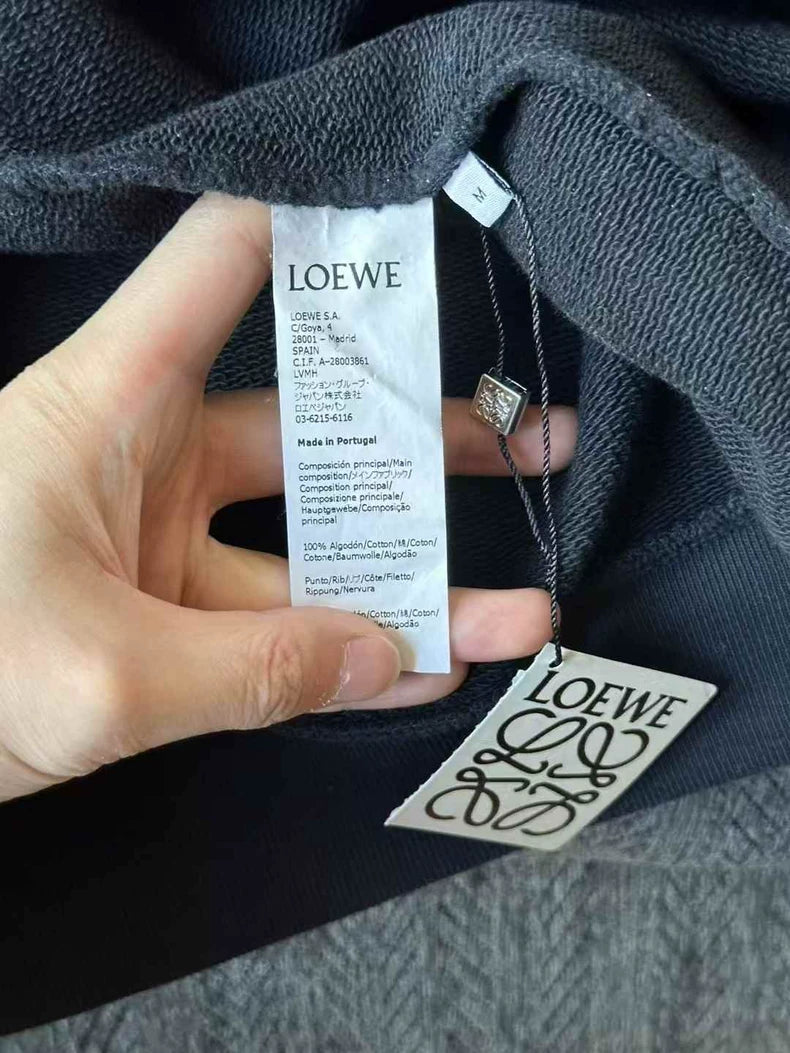 M
LOEWE
LOEWE S.A.
C/Goya, 4
28001 – Madrid
SPAIN
C.I.F. A-28003861
LVMH
ファッション・グループ・
ジャパン株式会社
ロエベジャパン
03-6215-6116
Made in Portugal
Composición principal/Main
composition/メインファブリック/
Composition principal/
Composizione principale/
Hauptgewebe/Composição
principal
100% Algodón/Cotton/綿/Coton/
Cotone/Baumwolle/Algodão
Punto/Rib/リブ/Côte/Filetto/
Rippung/Nervura
/Cotton/綿/Coton/
/Algodão
LOEWE